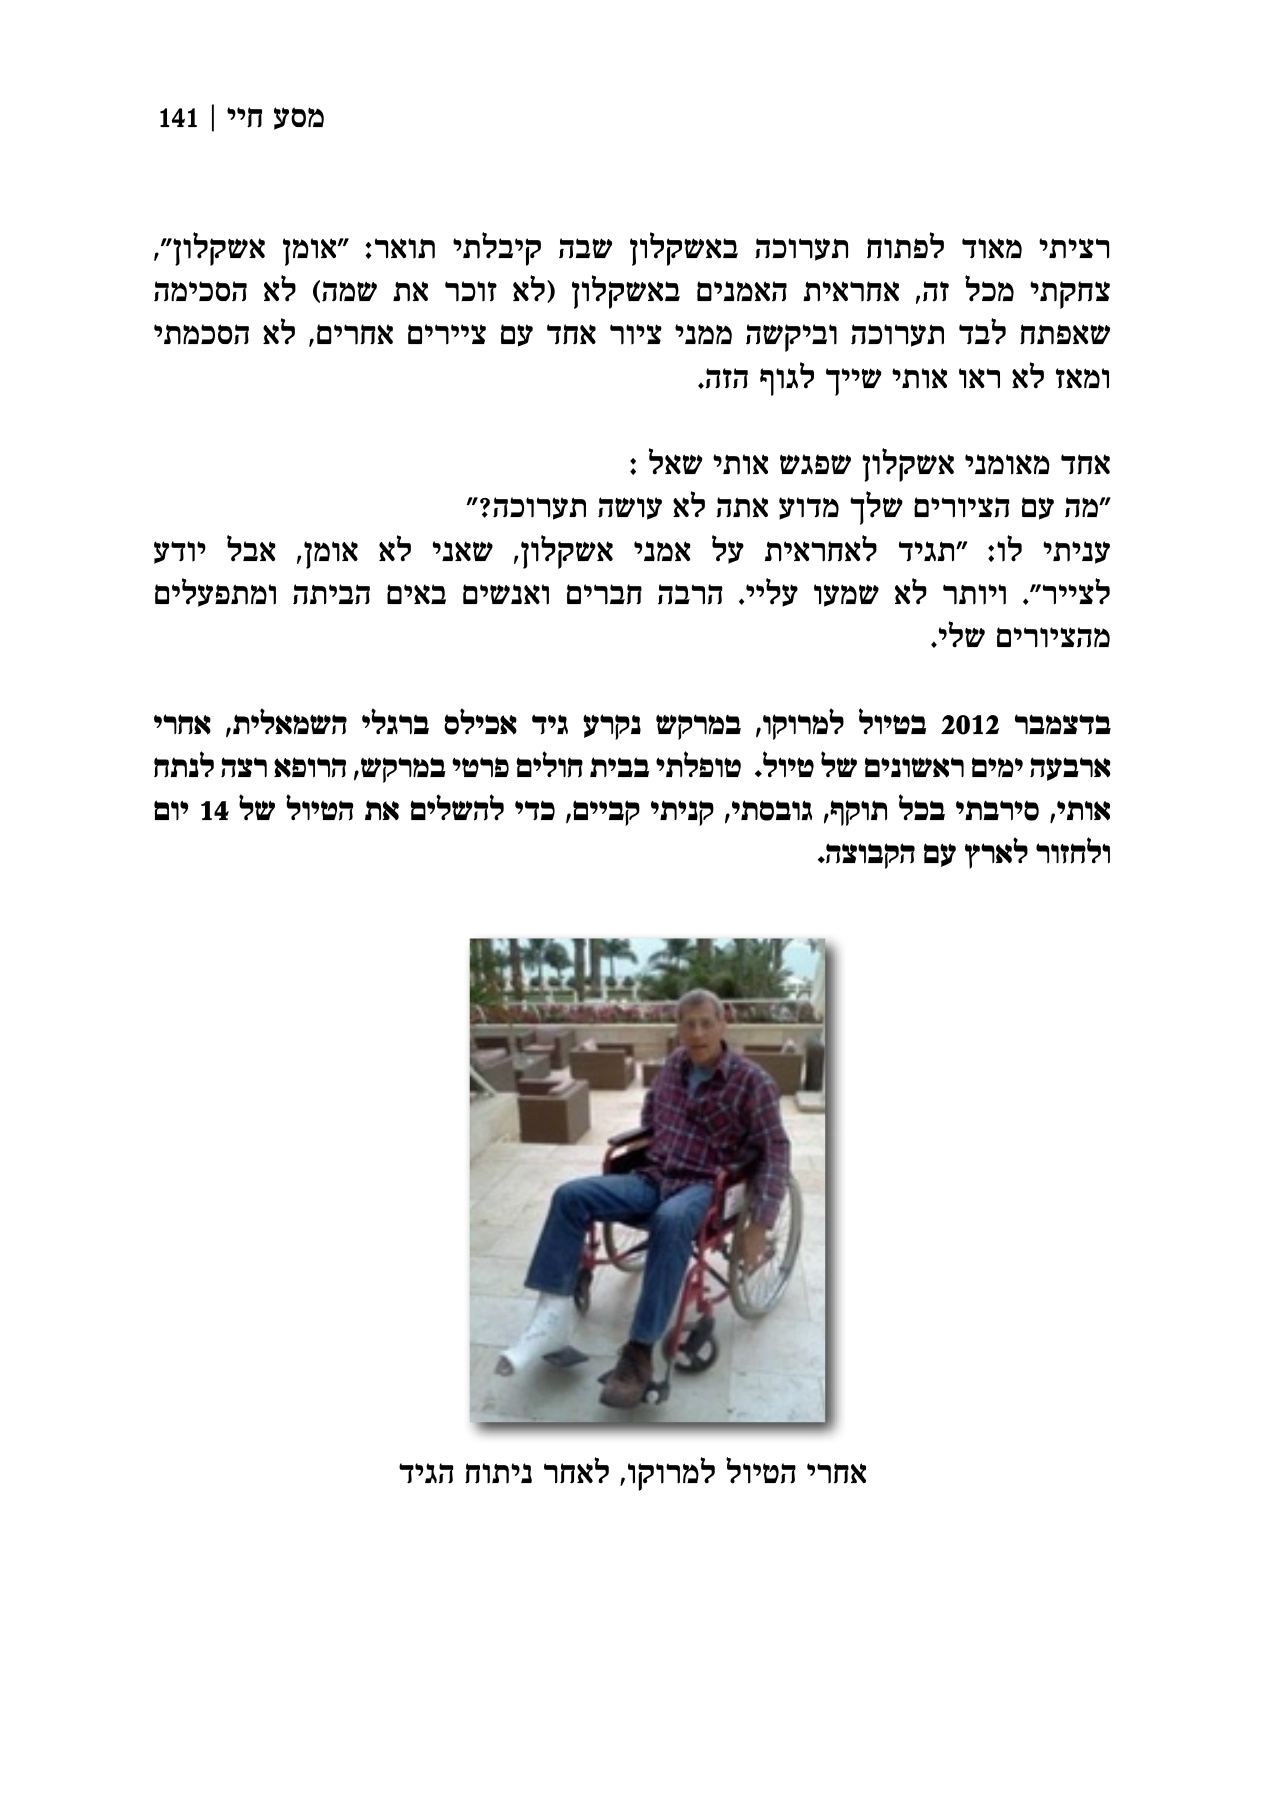 מסע חיי | 141
רציתי מאוד לפתוח תערוכה באשקלון שבה קיבלתי תואר: "אומן אשקלון",
צחקתי מכל זה, אחראית האמנים באשקלון (לא זוכר את שמה) לא הסכימה
שאפתח לבד תערוכה וביקשה ממני ציור אחד עם ציירים אחרים, לא הסכמתי
ומאז לא ראו אותי שייך לגוף הזה.
אחד מאומני אשקלון שפגש אותי שאל :
"מה עם הציורים שלך מדוע אתה לא עושה תערוכה?"
עניתי לו: "תגיד לאחראית על אמני אשקלון, שאני לא אומן, אבל יודע
לצייר". ויותר לא שמעו עליי. הרבה חברים ואנשים באים הביתה ומתפעלים
מהציורים שלי.
בדצמבר 2012 בטיול למרוקו, במרקש נקרע גיד אכילס ברגלי השמאלית, אחרי
ארבעה ימים ראשונים של טיול. טופלתי בבית חולים פרטי במרקש, הרופא רצה לנתח
אותי, סירבתי בכל תוקף, גובסתי, קניתי קביים, כדי להשלים את הטיול של 14 יום
ולחזור לארץ עם הקבוצה.
אחרי הטיול למרוקו, לאחר ניתוח הגיד